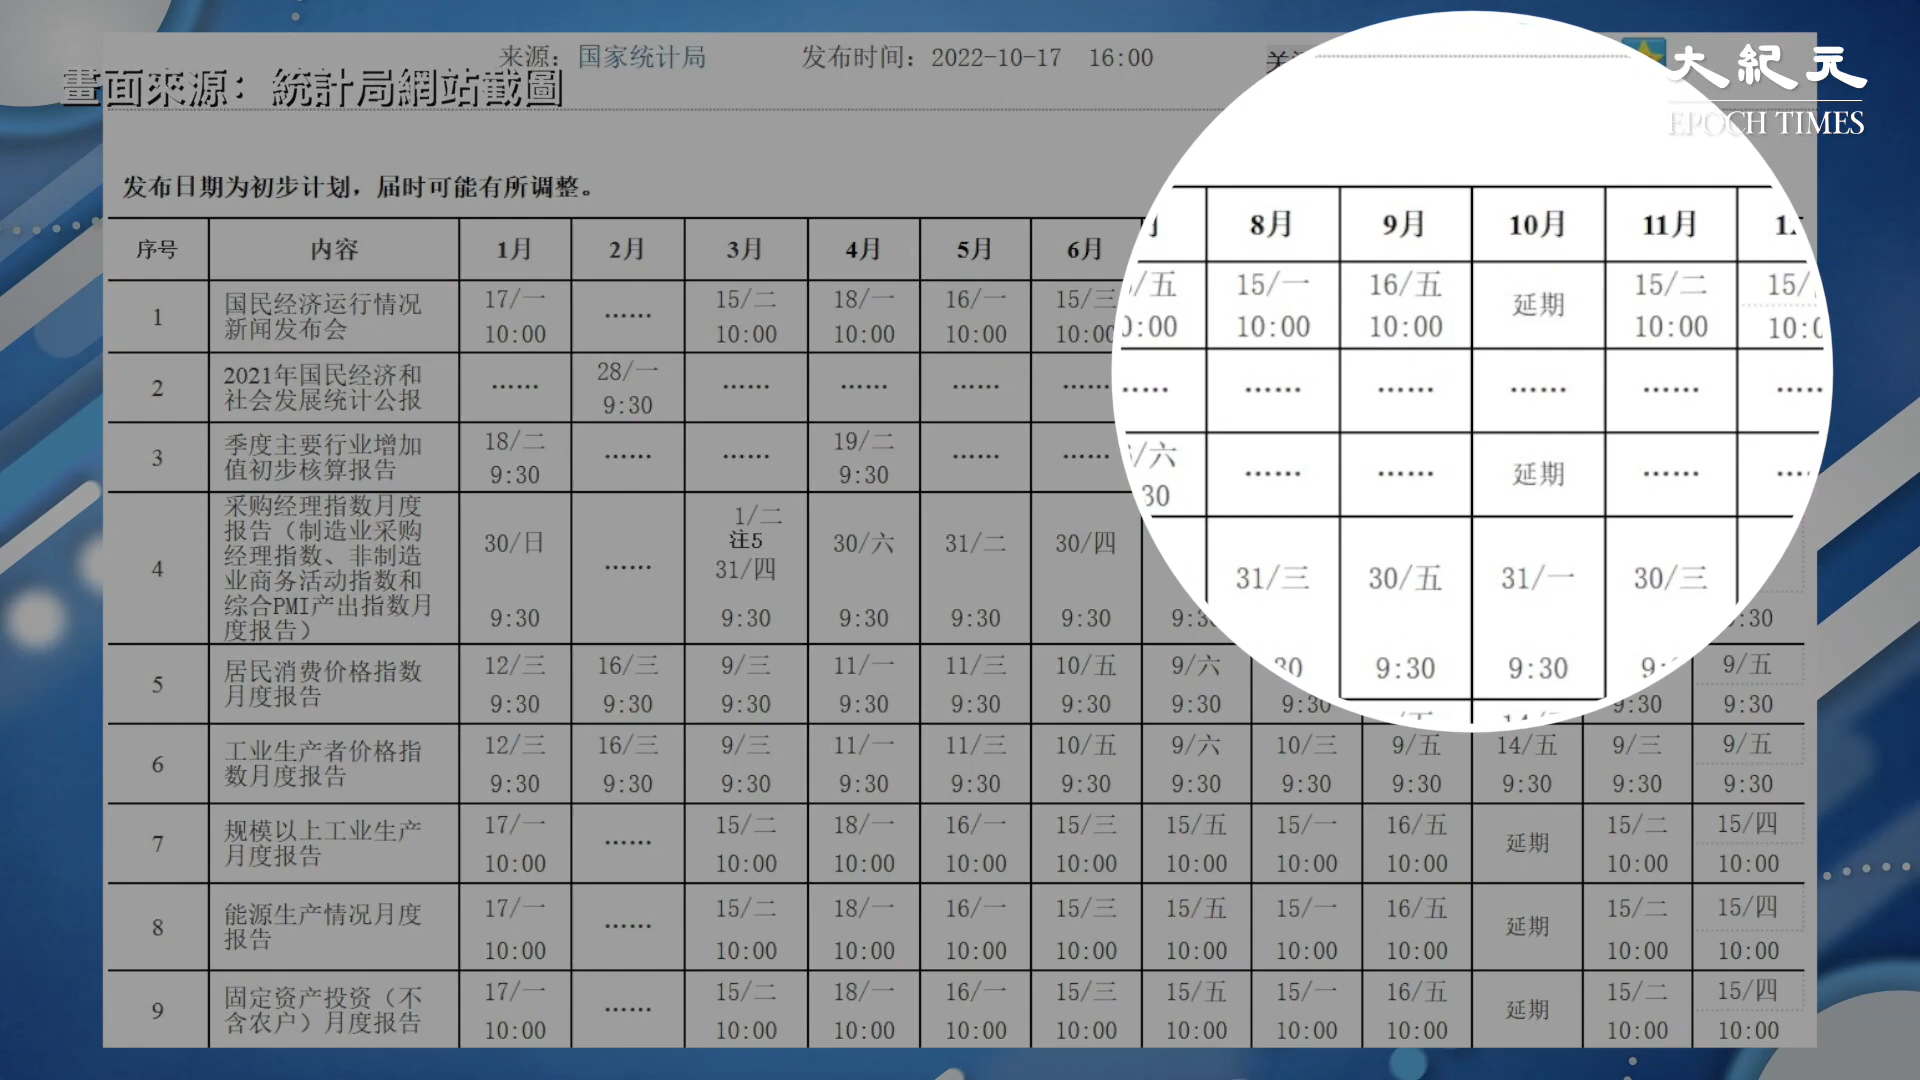 来源：国家统计局 发布时间：2022-10-17 16:00
畫面來源：統計局網站截圖
大紀元
EPOCH TIMES
发布日期为初步计划，届时可能有所调整。
序号 内容 1月 2月 3月 4月 5月 6月 8月 9月 10月 11月
1 国民经济运行情况 17/一 …… 15/二 18/一 16/一 15/三 /五 15/一 16/五 延期 15/二 15/
新闻发布会 10:00 10:00 10:00 10:00 10:00 0:00 10:00 10:00 10:00
2 2021年国民经济和 …… 28/一 …… …… …… …… …… …… …… …… ……
社会发展统计公报 9:30
3 季度主要行业增加 18/二 …… …… 19/二 …… …… /六 …… …… 延期 ……
值初步核算报告 9:30 9:30 30
4 采购经理指数月度
报告（制造业采购 1/二
经理指数、非制造 30/日 …… 注5 30/六 31/二 30/四 31/三 30/五 31/一 30/三
业商务活动指数和 31/四
综合PMI产出指数月 9:30 9:30 9:30 9:30 9:30 9:30 30 9:30 9:30 :30
度报告）
5 居民消费价格指数 12/三 16/三 9/三 11/一 11/三 10/五 9/六 9/五
月度报告 9:30 9:30 9:30 9:30 9:30 9:30 9:30 9:30 9:30 9:30
6 工业生产者价格指 12/三 16/三 9/三 11/一 11/三 10/五 9/六 10/三 9/五 14/五 9/三 9/五
数月度报告 9:30 9:30 9:30 9:30 9:30 9:30 9:30 9:30 9:30 9:30 9:30 9:30
7 规模以上工业生产 17/一 …… 15/二 18/一 16/一 15/三 15/五 15/一 16/五 延期 15/二 15/四
月度报告 10:00 10:00 10:00 10:00 10:00 10:00 10:00 10:00 10:00 10:00
8 能源生产情况月度 17/一 …… 15/二 18/一 16/一 15/三 15/五 15/一 16/五 延期 15/二 15/四
报告 10:00 10:00 10:00 10:00 10:00 10:00 10:00 10:00 10:00 10:00
9 固定资产投资（不 17/一 …… 15/二 18/一 16/一 15/三 15/五 15/一 16/五 延期 15/二 15/四
含农户）月度报告 10:00 10:00 10:00 10:00 10:00 10:00 10:00 10:00 10:00 10:00